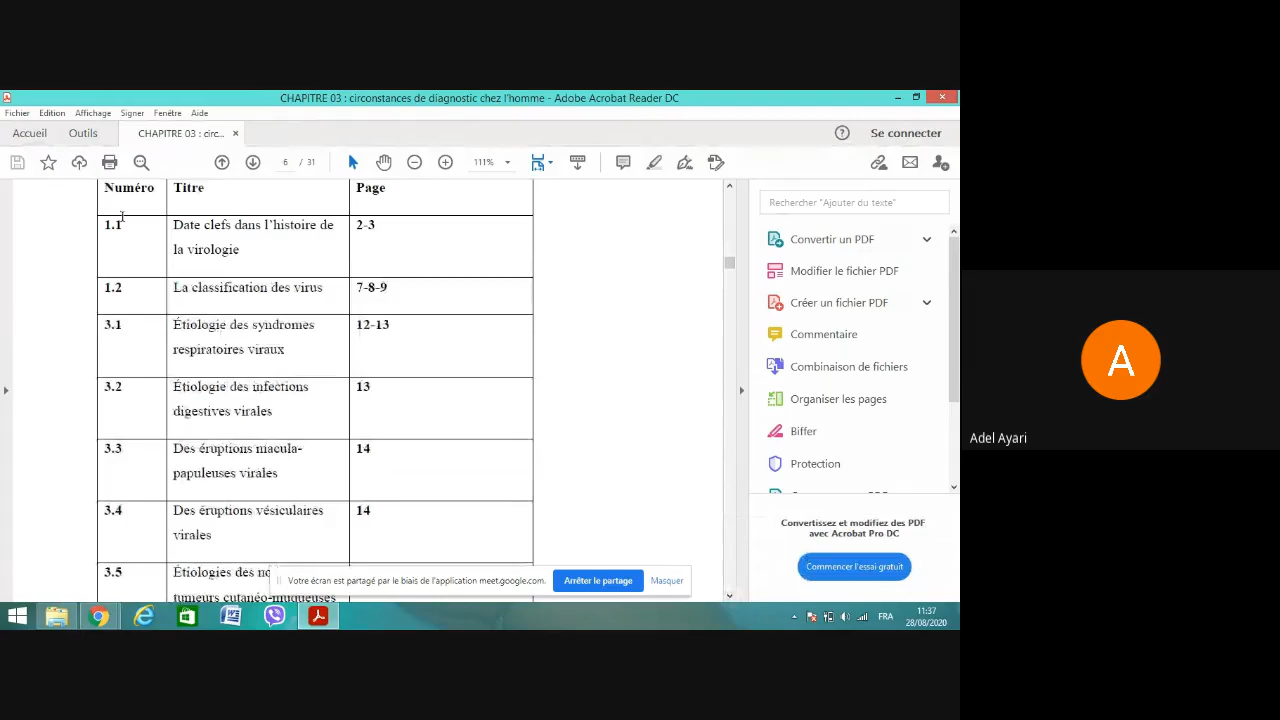 CHAPITRE 03 : circonstances de diagnostic chez l'homme - Adobe Acrobat Reader DC
Fichier Edition Affichage Signer Fenêtre Aide
Accueil Outils CHAPITRE 03 : circ... × Se connecter
6 / 31 111%
Numéro Titre Page
1.1 Date clefs dans l'histoire de 2-3
la virologie
1.2 La classification des virus 7-8-9
3.1 Étiologie des syndromes 12-13
respiratoires viraux
3.2 Étiologie des infections 13
digestives virales
3.3 Des éruptions macula- 14
papuleuses virales
3.4 Des éruptions vésiculaires 14
virales
3.5 Étiologies des
tumeurs cutanéo-muqueuses
Rechercher "Ajouter du texte"
Convertir un PDF
Modifier le fichier PDF
Créer un fichier PDF
Commentaire
Combinaison de fichiers
Organiser les pages
Biffer
Protection
Convertissez et modifiez des PDF
avec Acrobat Pro DC
Commencer l'essai gratuit
Votre écran est partagé par le biais de l'application meet.google.com. Arrêter le partage Masquer
FRA 11:37
28/08/2020
A
Adel Ayari